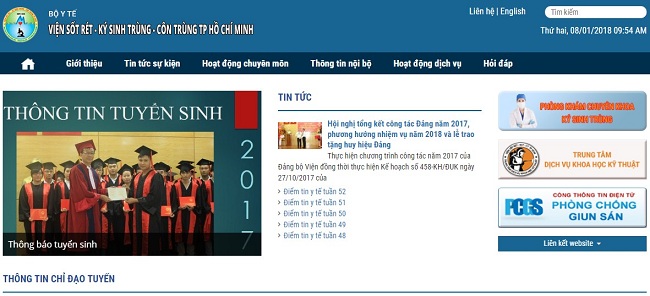 BỘ Y TẾ
VIỆN SỐT RÉT - KÝ SINH TRÙNG - CÔN TRÙNG TP HỒ CHÍ MINH
Liên hệ | English
Tìm kiếm
Thứ hai, 08/01/2018 09:54 AM
Giới thiệu Tin tức sự kiện Hoạt động chuyên môn Thông tin nội bộ Hoạt động dịch vụ Hỏi đáp
THÔNG TIN TUYỂN SINH
2017
Thông báo tuyển sinh
TIN TỨC
Hội nghị tổng kết công tác Đảng năm 2017,
phương hướng nhiệm vụ năm 2018 và lễ trao
tặng huy hiệu Đảng
Thực hiện chương trình công tác năm 2017 của
Đảng bộ Viện đồng thời thực hiện Kế hoạch số 458-KH/ĐUK ngày
27/10/2017 của
Điểm tin y tế tuần 52
Điểm tin y tế tuần 51
Điểm tin y tế tuần 50
Điểm tin y tế tuần 49
Điểm tin y tế tuần 48
PHÒNG KHÁM CHUYÊN KHOA
KÝ SINH TRÙNG
TRUNG TÂM
DỊCH VỤ KHOA HỌC KỸ THUẬT
PCGS
CỔNG THÔNG TIN ĐIỆN TỬ
PHÒNG CHỐNG
GIUN SÁN
Liên kết website
THÔNG TIN CHỈ ĐẠO TUYẾN